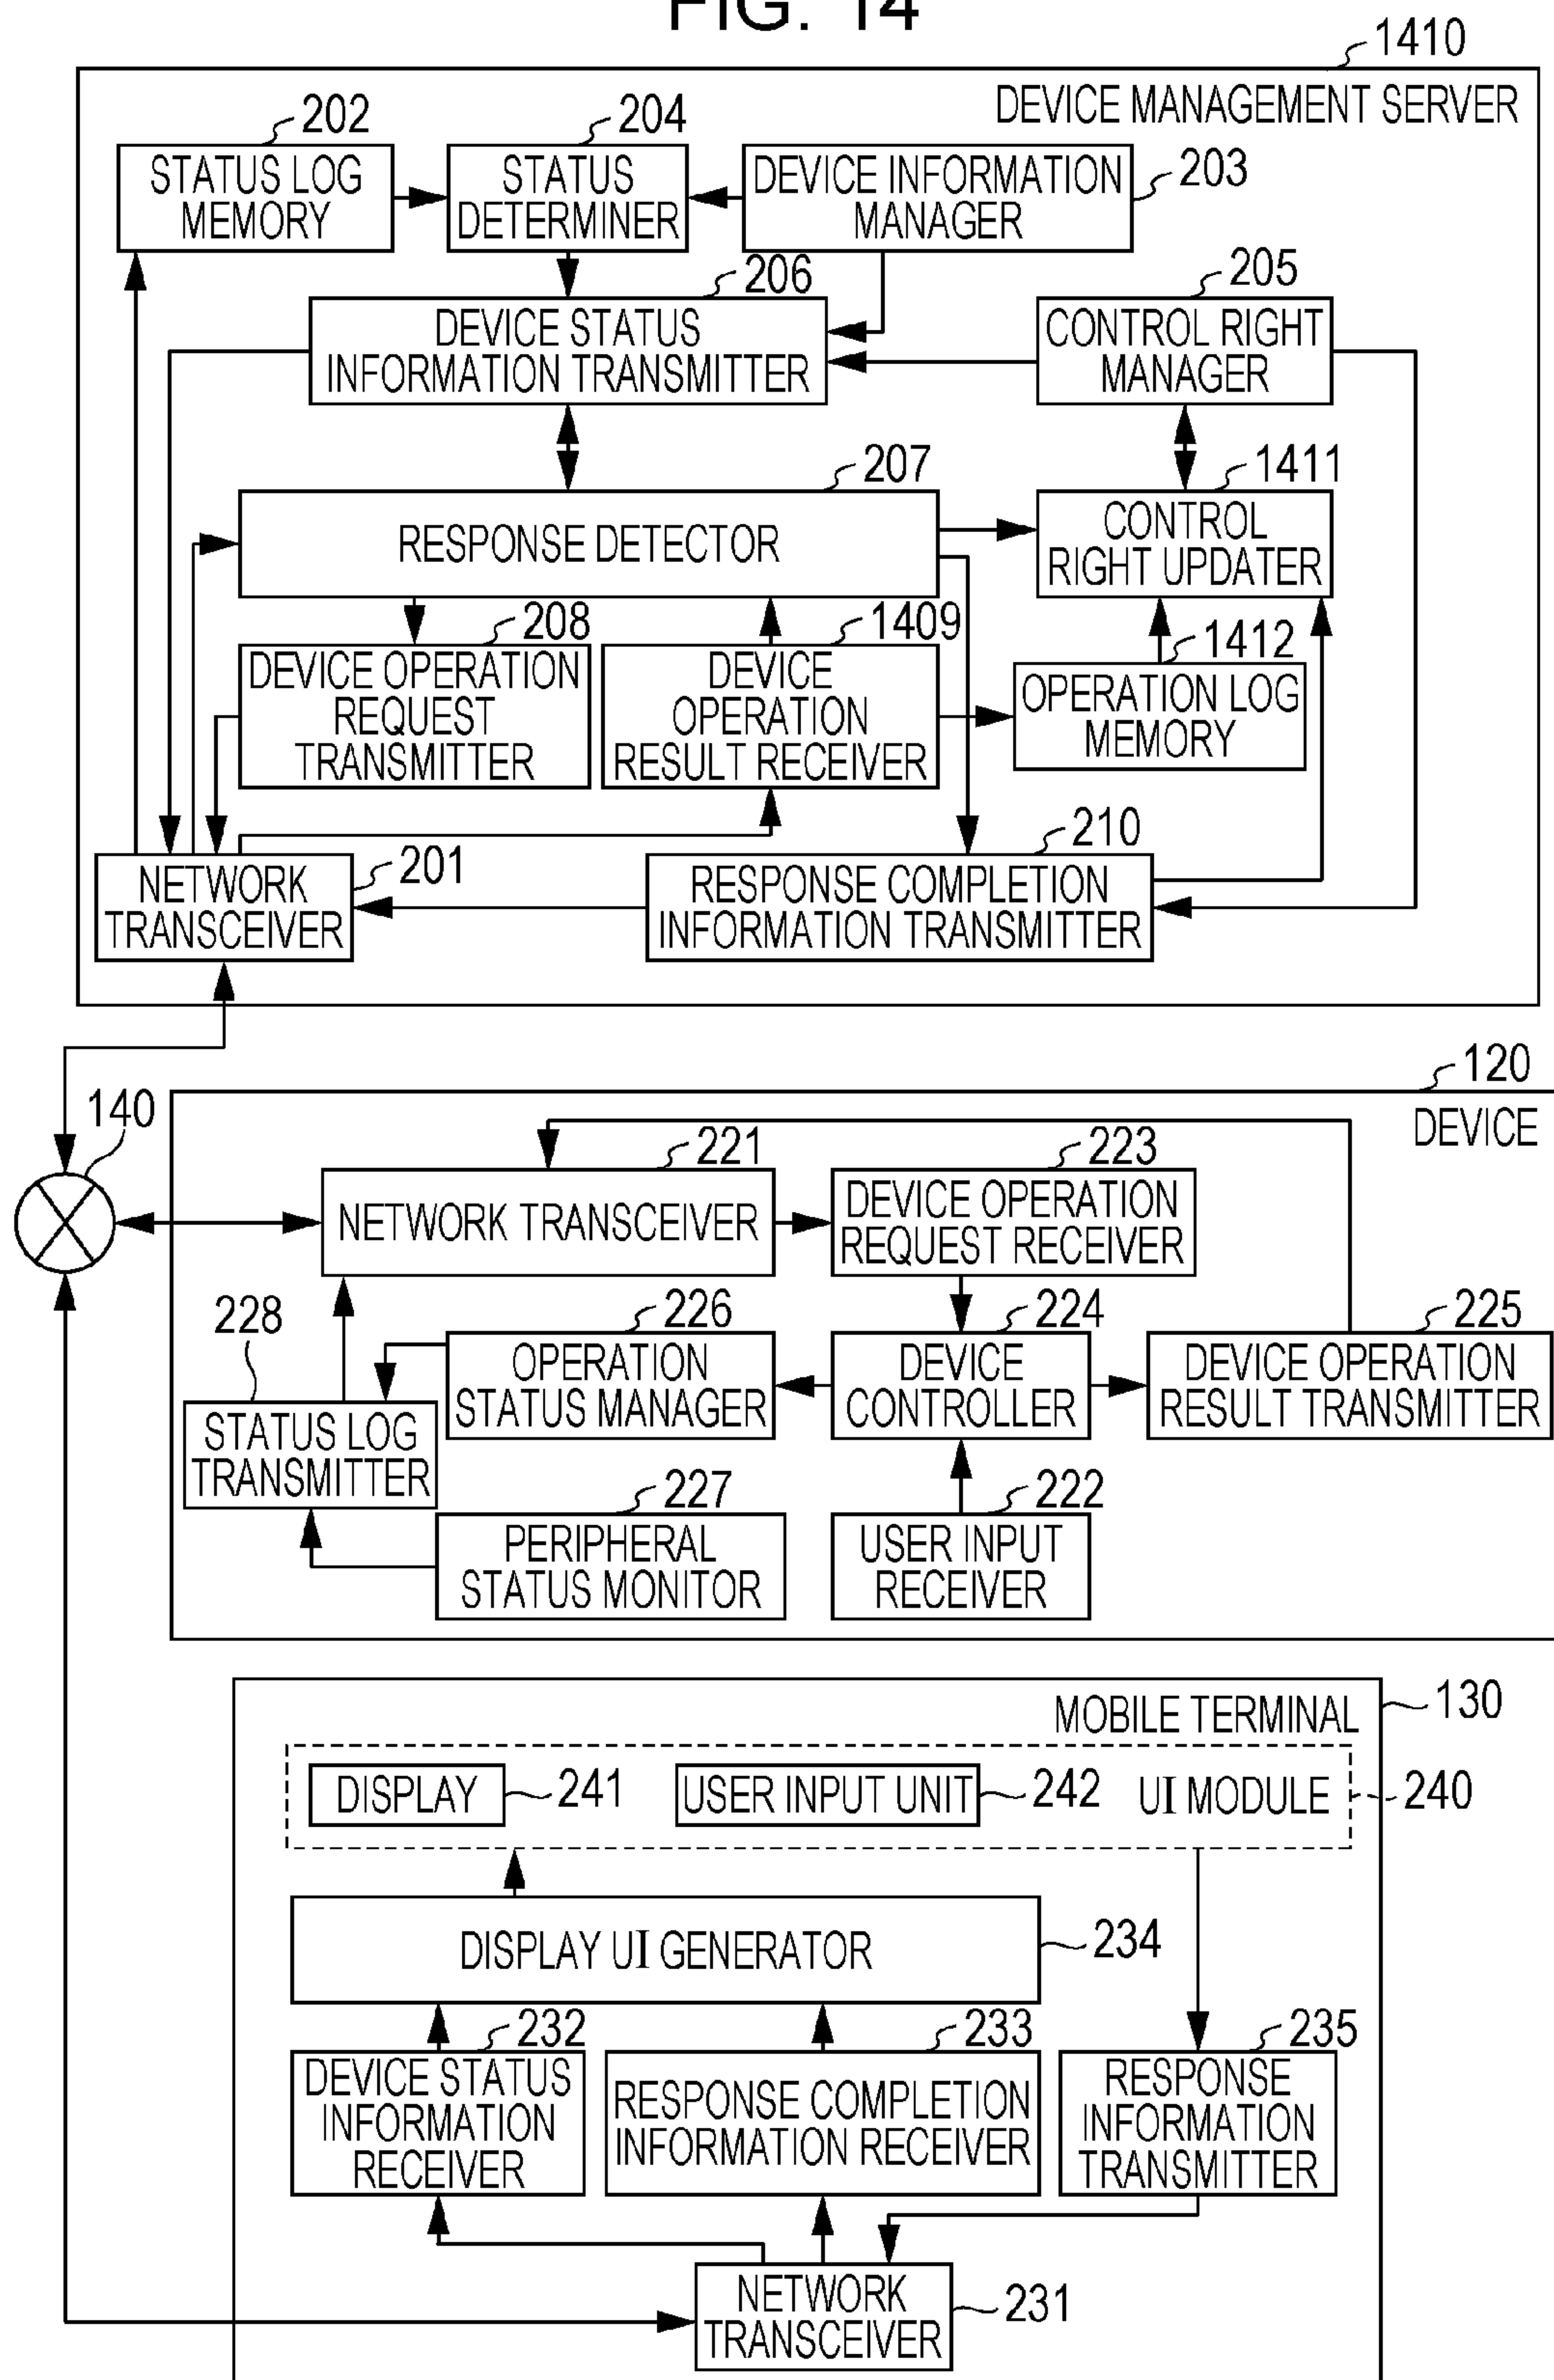 FIG. 14
1410
DEVICE MANAGEMENT SERVER
202
204
203
STATUS LOG
MEMORY
STATUS
DETERMINER
DEVICE INFORMATION
MANAGER
206
205
DEVICE STATUS
INFORMATION TRANSMITTER
CONTROL RIGHT
MANAGER
207
1411
RESPONSE DETECTOR
CONTROL
RIGHT UPDATER
208
1409
1412
DEVICE OPERATION
REQUEST
TRANSMITTER
DEVICE
OPERATION
RESULT RECEIVER
OPERATION LOG
MEMORY
201
210
NETWORK
TRANSCEIVER
RESPONSE COMPLETION
INFORMATION TRANSMITTER
120
DEVICE
140
221
223
NETWORK TRANSCEIVER
DEVICE OPERATION
REQUEST RECEIVER
228
226
224
225
OPERATION
STATUS MANAGER
DEVICE
CONTROLLER
DEVICE OPERATION
RESULT TRANSMITTER
STATUS LOG
TRANSMITTER
227
222
PERIPHERAL
STATUS MONITOR
USER INPUT
RECEIVER
130
MOBILE TERMINAL
DISPLAY
241
USER INPUT UNIT
242
UI MODULE
240
DISPLAY UI GENERATOR
234
232
233
235
DEVICE STATUS
INFORMATION
RECEIVER
RESPONSE COMPLETION
INFORMATION RECEIVER
RESPONSE
INFORMATION
TRANSMITTER
NETWORK
TRANSCEIVER
231